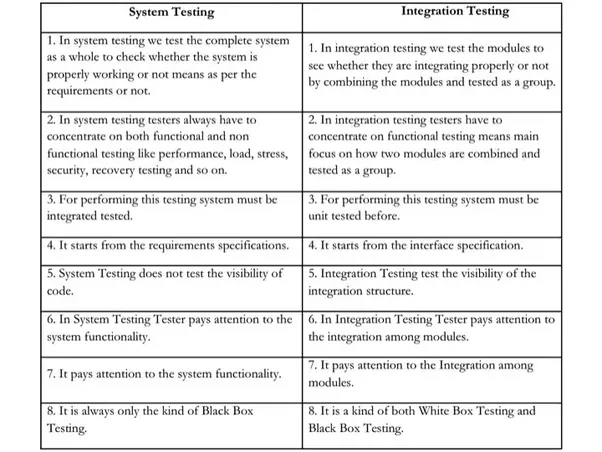 System Testing
Integration Testing
1. In system testing we test the complete system
as a whole to check whether the system is
properly working or not means as per the
requirements or not.
1. In integration testing we test the modules to
see whether they are integrating properly or not
by combining the modules and tested as a group.
2. In system testing testers always have to
concentrate on both functional and non
functional testing like performance, load, stress,
security, recovery testing and so on.
2. In integration testing testers have to
concentrate on functional testing means main
focus on how two modules are combined and
tested as a group.
3. For performing this testing system must be
integrated tested.
3. For performing this testing system must be
unit tested before.
4. It starts from the requirements specifications.
4. It starts from the interface specification.
5. System Testing does not test the visibility of
code.
5. Integration Testing test the visibility of the
integration structure.
6. In System Testing Tester pays attention to the
system functionality.
6. In Integration Testing Tester pays attention to
the integration among modules.
7. It pays attention to the system functionality.
7. It pays attention to the Integration among
modules.
8. It is always only the kind of Black Box
Testing.
8. It is a kind of both White Box Testing and
Black Box Testing.